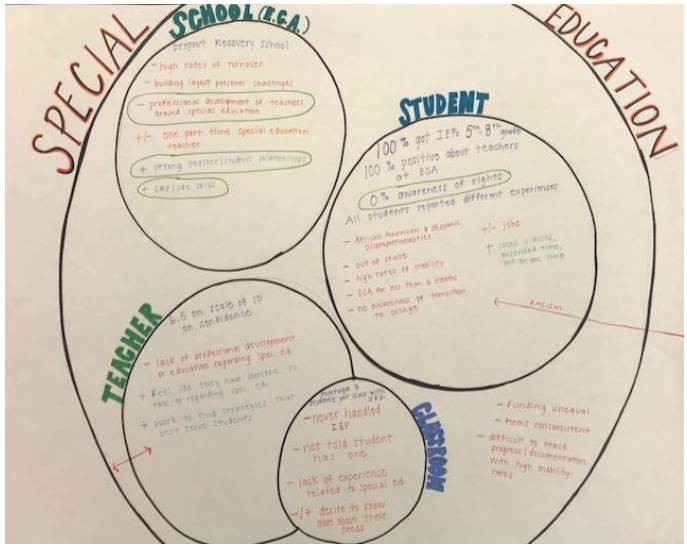 SPECIAL
EDUCATION
SCHOOL (E.G.A.)
Dropout Recovery school
- high rates of turnover
- building layout presents challenges
- professional development of teachers
around special education
+/- one part time special education
teacher
+ strong teacher/student relationships
+ GRP/life skills
STUDENT
100% got IEPs 5th-8th grade
100% positive about teachers
at EGA
0% awareness of rights
All students reported different experiences
- African American & Hispanic
disproportionalities
- out of state
- high rates of mobility
- EGA for less than 6 months
- no awareness of transition
to college
+/- jobs
+ small classes,
extended time,
one on one time
RACISM
TEACHER
6.5 on scale of 10
on confidence
- lack of professional development
or education regarding spec. ed.
+ Feel like they have someone to
talk to regarding spec. ed.
+ work to find strategies that
best serve students
CLASSROOM
Average 3
students per class with
IEP.
- never handled
IEP
- not told student
has one
- lack of experience
related to special ed.
-/+ desire to know
more about their
needs
- Funding unequal
- forms nonconsistent
- difficult to track
progress/documentation
with high mobility
rates